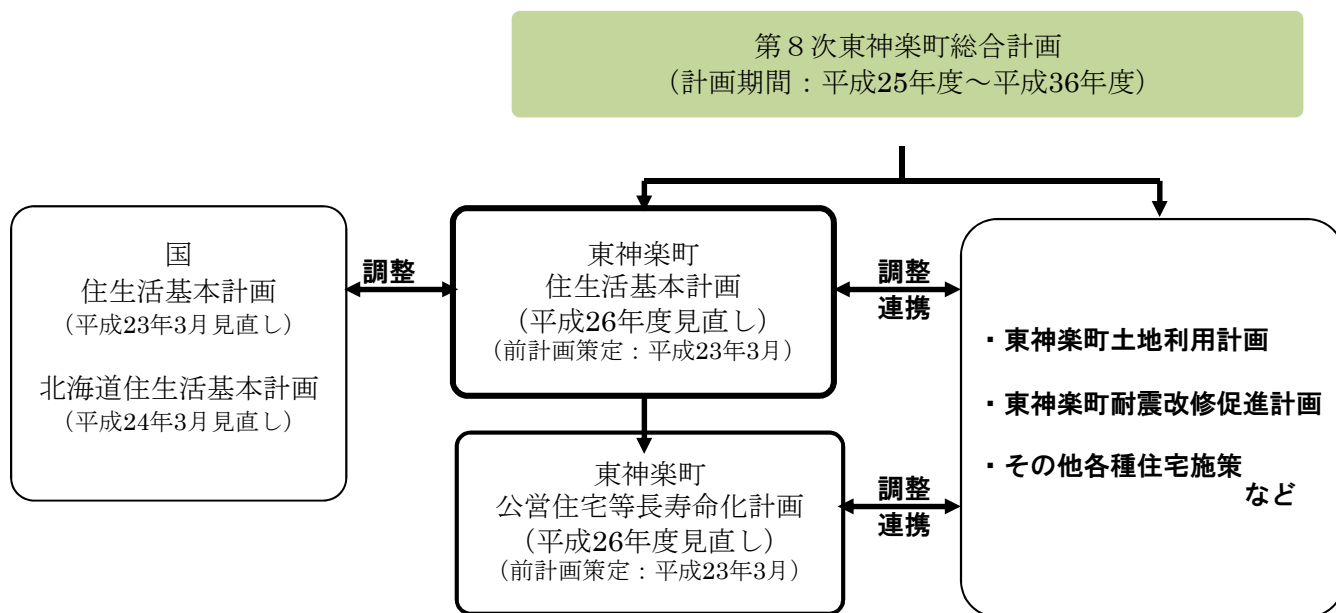 第８次東神楽町総合計画
（計画期間：平成25年度～平成36年度）
国
住生活基本計画
（平成23年3月見直し）
北海道住生活基本計画
（平成24年3月見直し）
調整
東神楽町
住生活基本計画
（平成26年度見直し）
（前計画策定：平成23年3月）
調整
連携
東神楽町
公営住宅等長寿命化計画
（平成26年度見直し）
（前計画策定：平成23年3月）
調整
連携
・東神楽町土地利用計画
・東神楽町耐震改修促進計画
・その他各種住宅施策
など